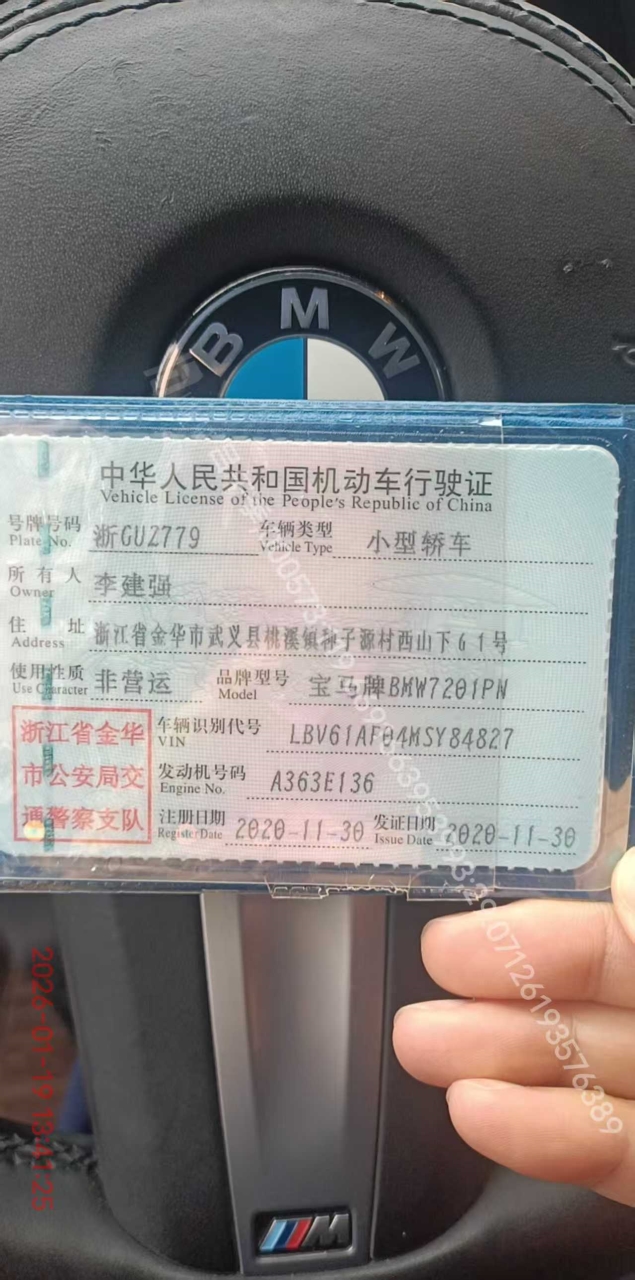 BMW
中华人民共和国机动车行驶证
Vehicle License of the People's Republic of China
号牌号码 浙GUZ779 车辆类型 小型轿车
Plate No. Vehicle Type
所有人 李建强
Owner
住址 浙江省金华市武义县桃溪镇种子源村西山下61号
Address
使用性质 非营运 品牌型号 宝马牌BMW7201PN
Use Character Model
浙江省金华
市公安局交
通警察支队
车辆识别代号 LBV61AF04MSY84827
VIN
发动机号码 A363E136
Engine No.
注册日期 2020-11-30 发证日期 2020-11-30
Register Date Issue Date
2026-01-19 13:41:25
M